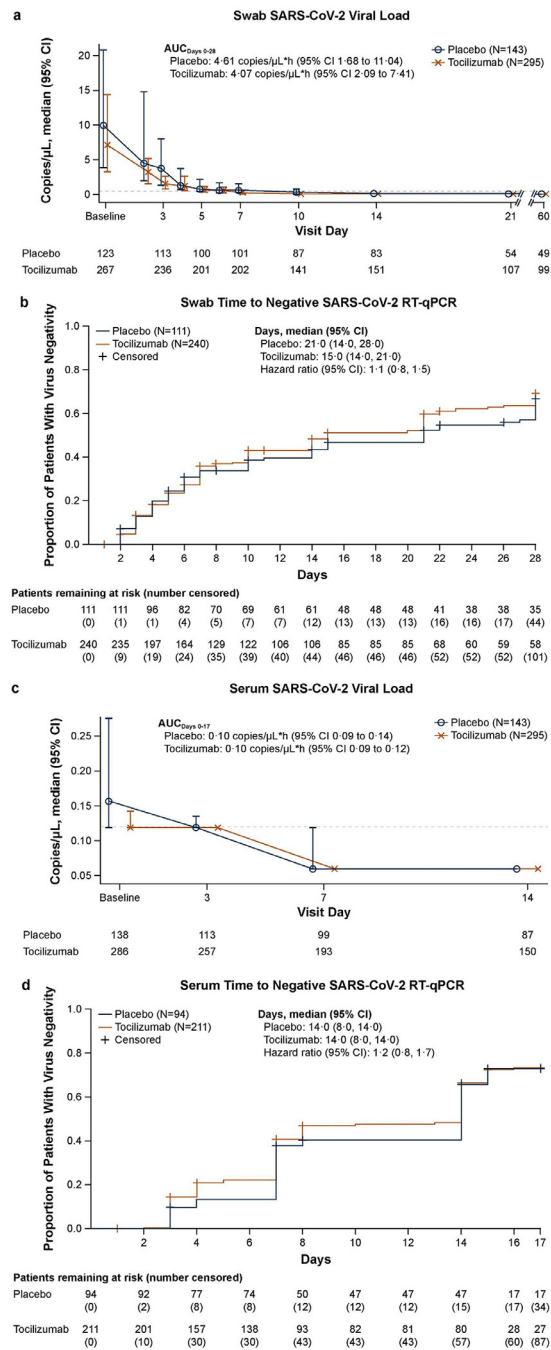 a
Swab SARS-CoV-2 Viral Load
AUC Days 0-28
Placebo: 4·61 copies/µL*h (95% CI 1·68 to 11·04)
Tocilizumab: 4·07 copies/µL*h (95% CI 2·09 to 7·41)
Placebo (N=143)
Tocilizumab (N=295)
Copies/µL, median (95% CI)
20
15
10
5
0
Baseline 3 5 7 10 14 21 60
Visit Day
Placebo 123 113 100 101 87 83 54 49
Tocilizumab 267 236 201 202 141 151 107 99
b
Swab Time to Negative SARS-CoV-2 RT-qPCR
Placebo (N=111)
Tocilizumab (N=240)
Censored
Days, median (95% CI)
Placebo: 21·0 (14·0, 28·0)
Tocilizumab: 15·0 (14·0, 21·0)
Hazard ratio (95% CI): 1·1 (0·8, 1·5)
Proportion of Patients With Virus Negativity
1.0
0.8
0.6
0.4
0.2
0.0
2 4 6 8 10 12 14 16 18 20 22 24 26 28
Days
Patients remaining at risk (number censored)
Placebo 111 111 96 82 70 69 61 61 48 48 48 41 38 38 35
(0) (1) (1) (4) (5) (7) (7) (12) (13) (13) (13) (16) (16) (17) (44)
Tocilizumab 240 235 197 164 129 122 106 106 85 85 85 68 60 59 58
(0) (9) (19) (24) (35) (39) (40) (44) (46) (46) (46) (52) (52) (52) (101)
c
Serum SARS-CoV-2 Viral Load
AUC Days 0-17
Placebo: 0·10 copies/µL*h (95% CI 0·09 to 0·14)
Tocilizumab: 0·10 copies/µL*h (95% CI 0·09 to 0·12)
Placebo (N=143)
Tocilizumab (N=295)
Copies/µL, median (95% CI)
0.25
0.20
0.15
0.10
0.05
Baseline 3 7 14
Visit Day
Placebo 138 113 99 87
Tocilizumab 286 257 193 150
d
Serum Time to Negative SARS-CoV-2 RT-qPCR
Placebo (N=94)
Tocilizumab (N=211)
Censored
Days, median (95% CI)
Placebo: 14·0 (8·0, 14·0)
Tocilizumab: 14·0 (8·0, 14·0)
Hazard ratio (95% CI): 1·2 (0·8, 1·7)
Proportion of Patients With Virus Negativity
1.0
0.8
0.6
0.4
0.2
0.0
2 4 6 8 10 12 14 16 17
Days
Patients remaining at risk (number censored)
Placebo 94 92 77 74 50 47 47 47 17 17
(0) (2) (8) (8) (12) (12) (12) (15) (17) (34)
Tocilizumab 211 201 157 138 93 82 81 80 28 27
(0) (10) (30) (30) (43) (43) (43) (57) (60) (87)